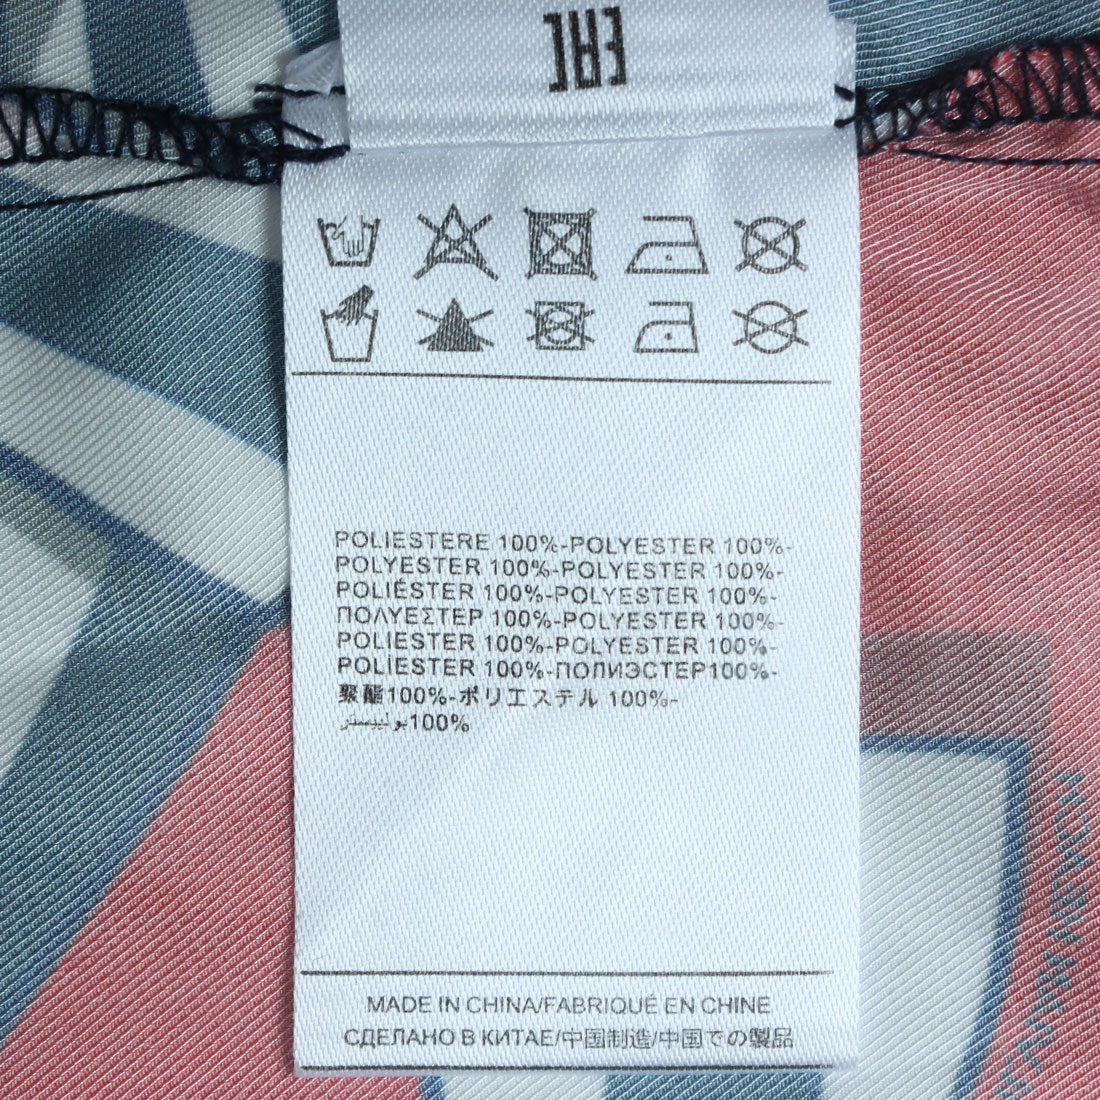 EAC
POLIESTERE 100%-POLYESTER 100%-
POLYESTER 100%-POLYESTER 100%-
POLIÉSTER 100%-POLYESTER 100%-
ΠΟΛΥΕΣΤΕΡ 100%-POLYESTER 100%-
POLIESTER 100%-POLYESTER 100%-
POLİESTER 100%-ПОЛИЭСТЕР100%-
聚酯100%-ポリエステル 100%-
بوليستر100%
MADE IN CHINA/FABRIQUÉ EN CHINE
СДЕЛАНО В КИТАЕ/中国制造/中国での製品